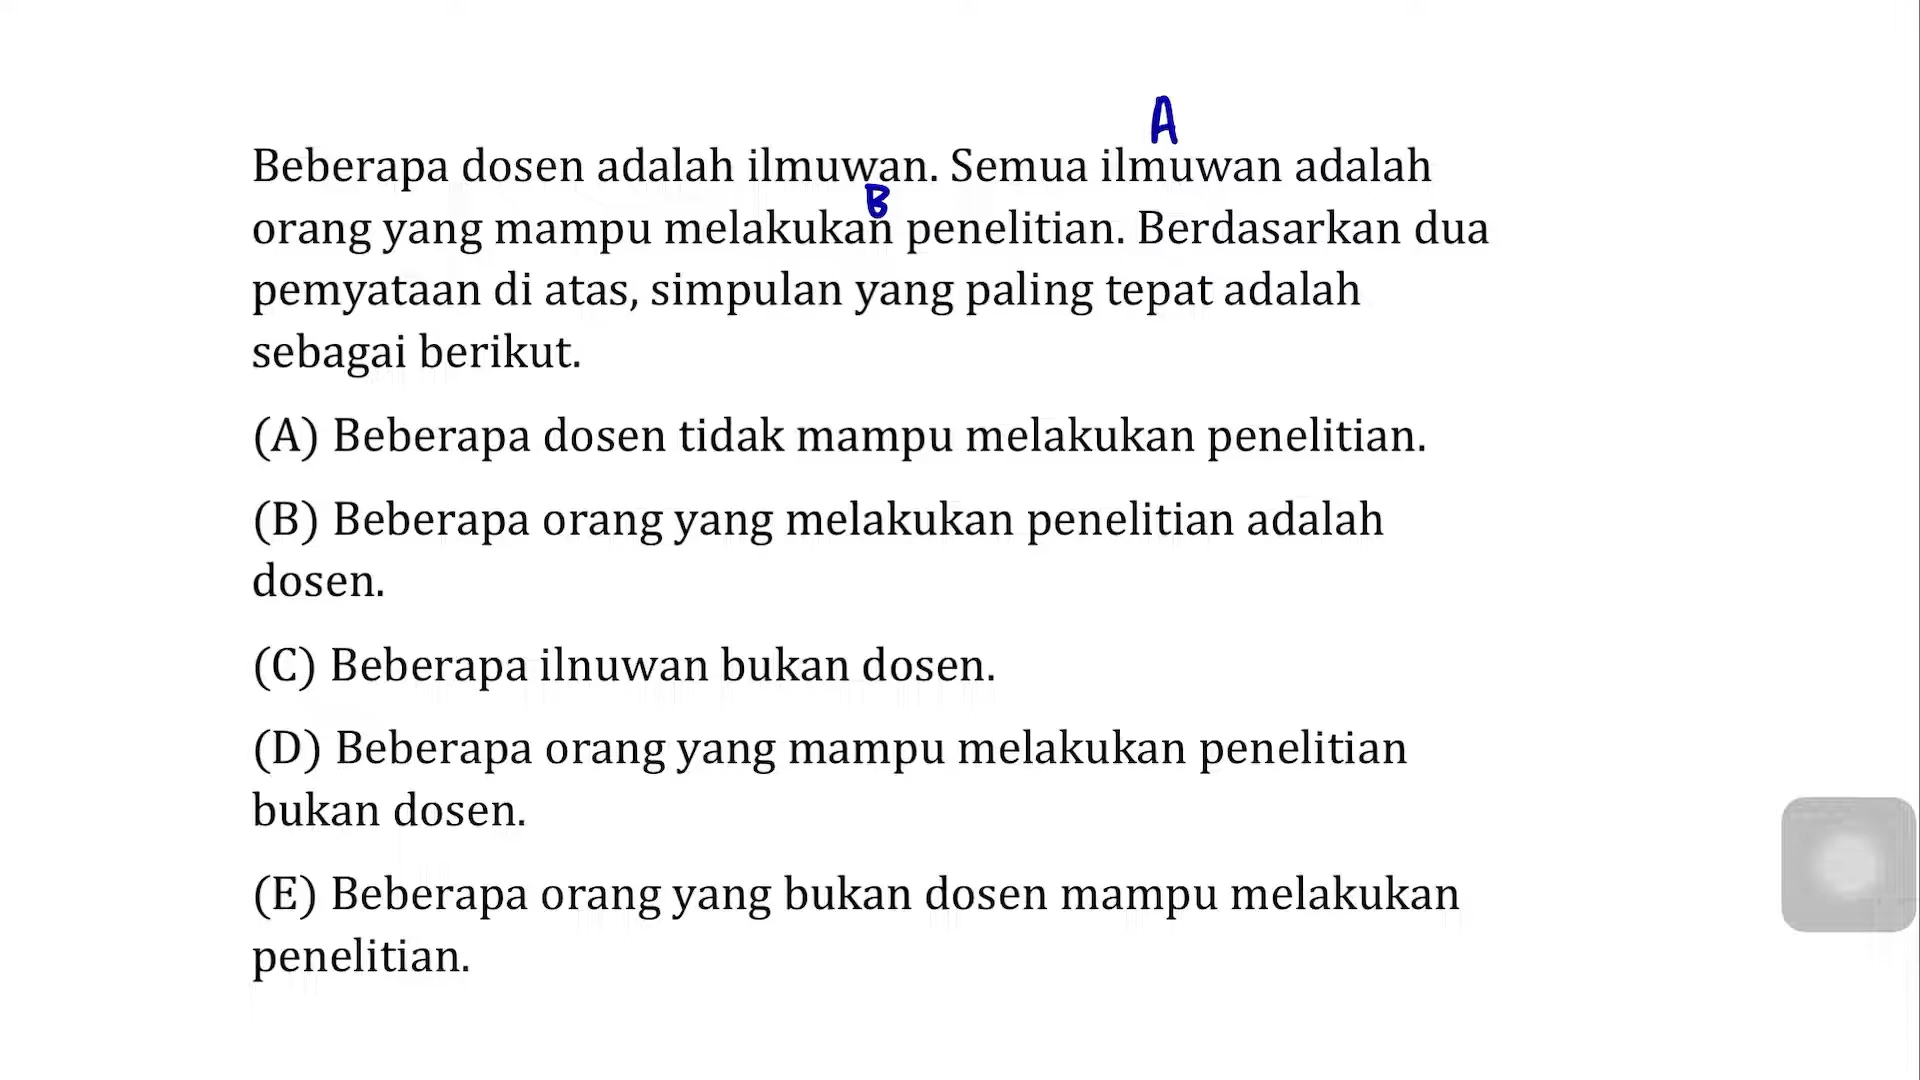 A
Beberapa dosen adalah ilmuwan. Semua ilmuwan adalah
B
orang yang mampu melakukan penelitian. Berdasarkan dua
pemyataan di atas, simpulan yang paling tepat adalah
sebagai berikut.
(A) Beberapa dosen tidak mampu melakukan penelitian.
(B) Beberapa orang yang melakukan penelitian adalah
dosen.
(C) Beberapa ilnuwan bukan dosen.
(D) Beberapa orang yang mampu melakukan penelitian
bukan dosen.
(E) Beberapa orang yang bukan dosen mampu melakukan
penelitian.